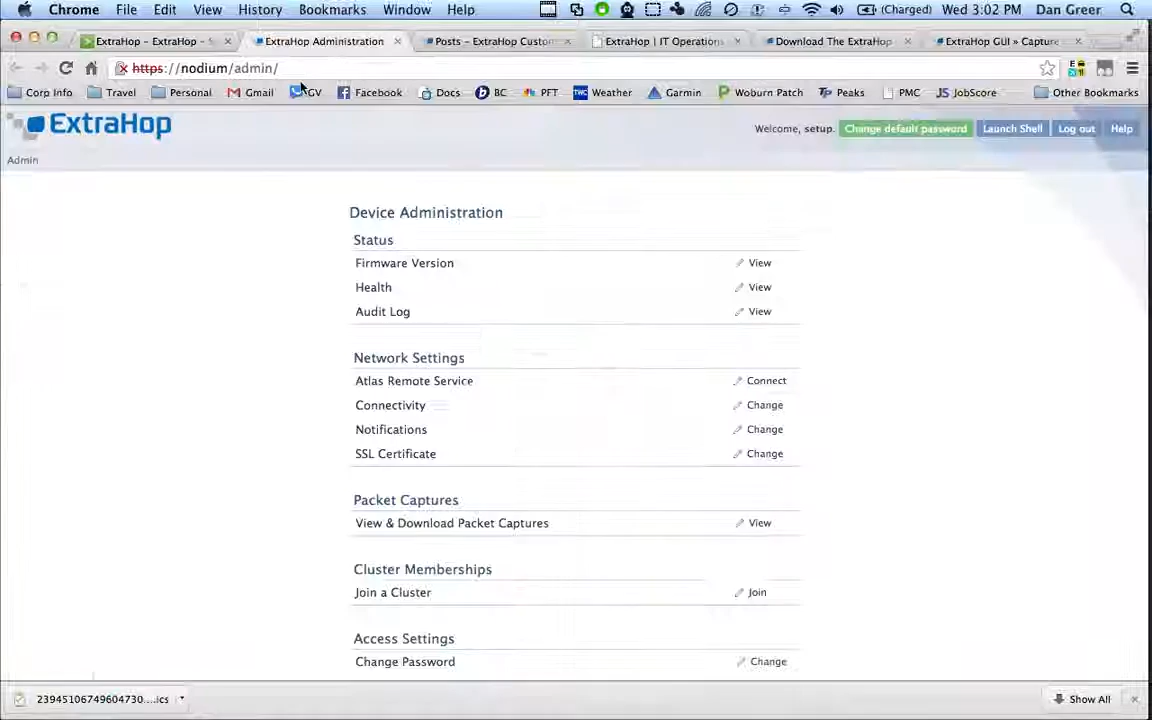 Chrome File Edit View History Bookmarks Window Help (Charged) Wed 3:02 PM Dan Greer
ExtraHop – ExtraHop – S ExtraHop Administration Posts – ExtraHop Custom ExtraHop | IT Operation Download The ExtraHop ExtraHop GUI » Capture
https://nodium/admin/
Corp Info Travel Personal Gmail GV Facebook Docs BC PFT Weather Garmin Woburn Patch Peaks PMC JobScore Other Bookmarks
ExtraHop
Welcome, setup. Change default password Launch Shell Log out Help
Admin
Device Administration
Status
Firmware Version View
Health View
Audit Log View
Network Settings
Atlas Remote Service Connect
Connectivity Change
Notifications Change
SSL Certificate Change
Packet Captures
View & Download Packet Captures View
Cluster Memberships
Join a Cluster Join
Access Settings
Change Password Change
23945106749604730....ics Show All